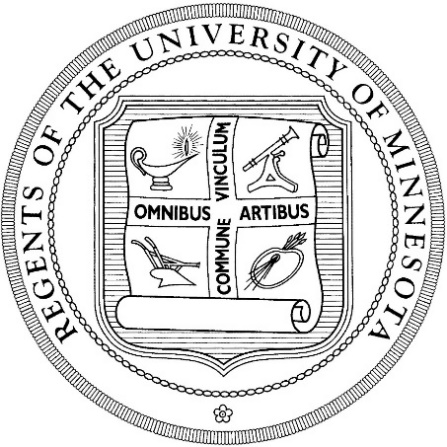 REGENTS OF THE UNIVERSITY OF MINNESOTA
OMNIBUS ARTIBUS
COMMUNE VINCULUM